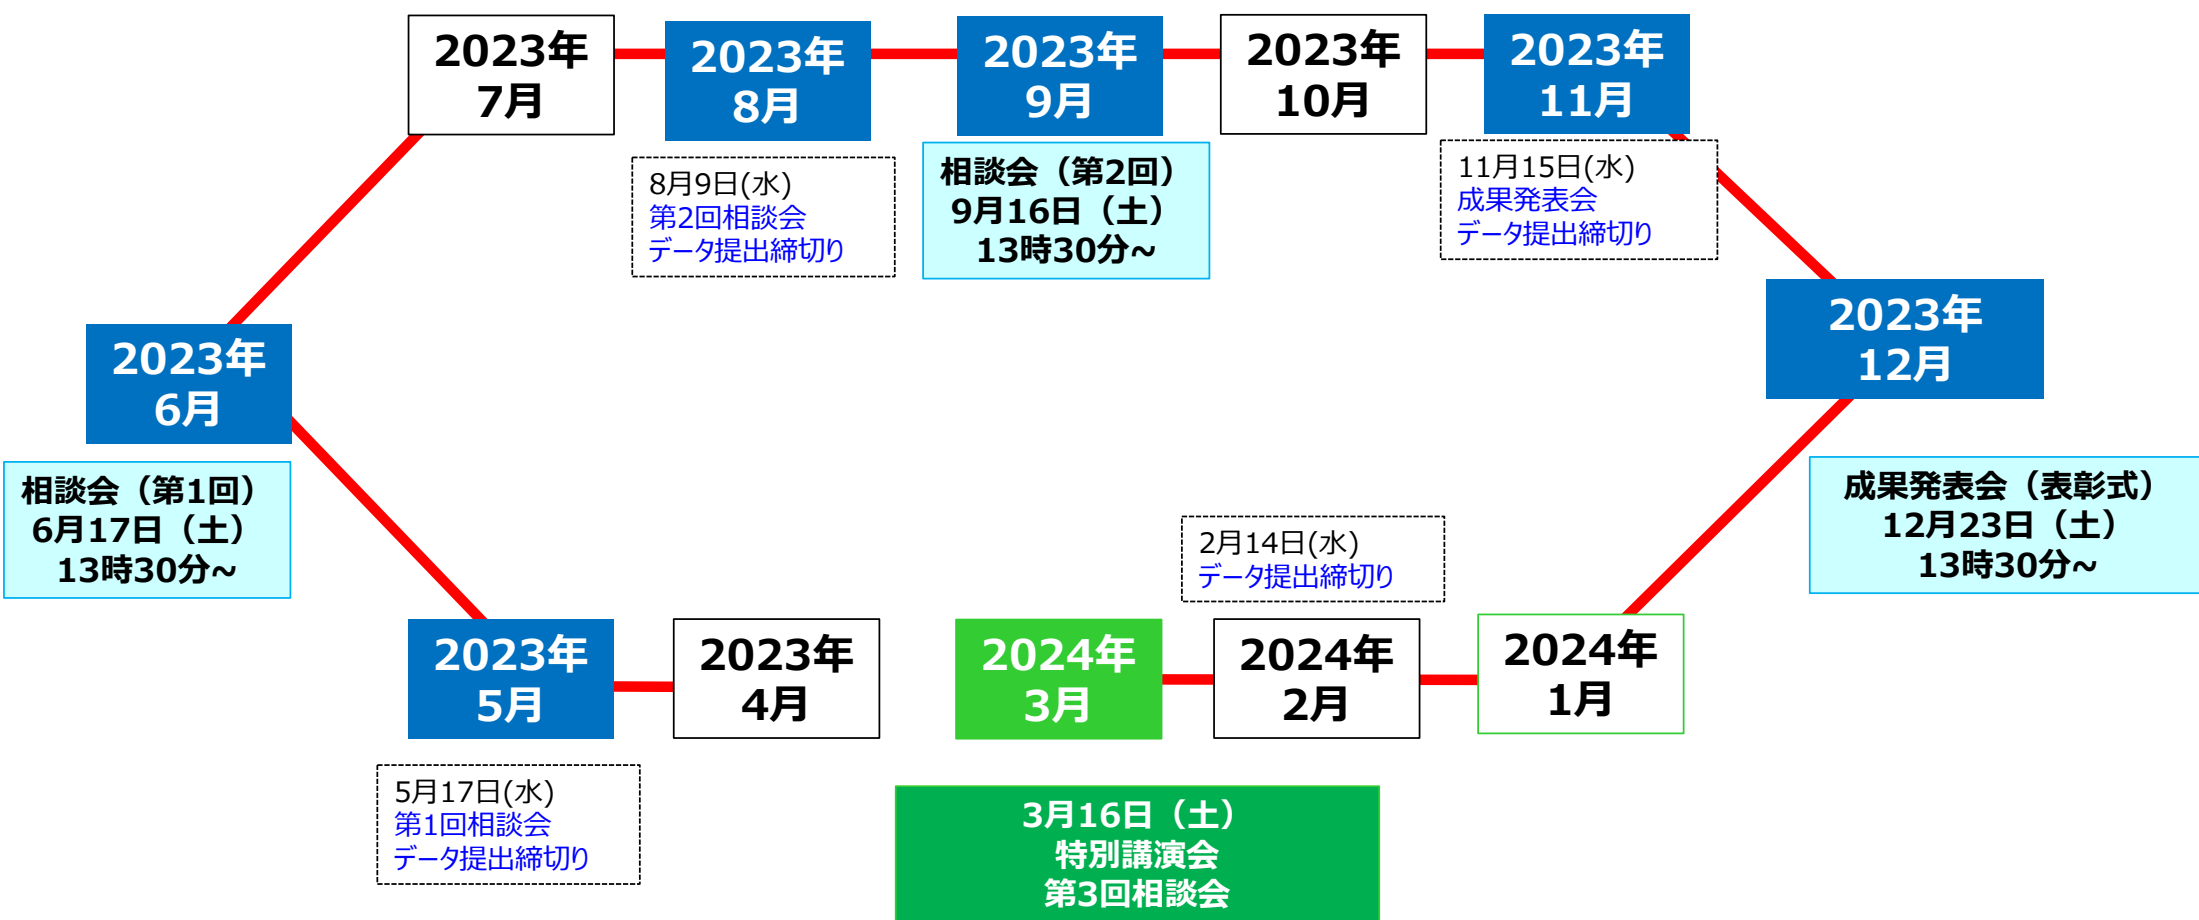 2023年
7月
2023年
8月
2023年
9月
2023年
10月
2023年
11月
8月9日(水)
第2回相談会
データ提出締切り
相談会（第2回）
9月16日（土）
13時30分~
11月15日(水)
成果発表会
データ提出締切り
2023年
6月
2023年
12月
相談会（第1回）
6月17日（土）
13時30分~
成果発表会（表彰式）
12月23日（土）
13時30分~
2月14日(水)
データ提出締切り
2023年
5月
2023年
4月
2024年
3月
2024年
2月
2024年
1月
5月17日(水)
第1回相談会
データ提出締切り
3月16日（土）
特別講演会
第3回相談会